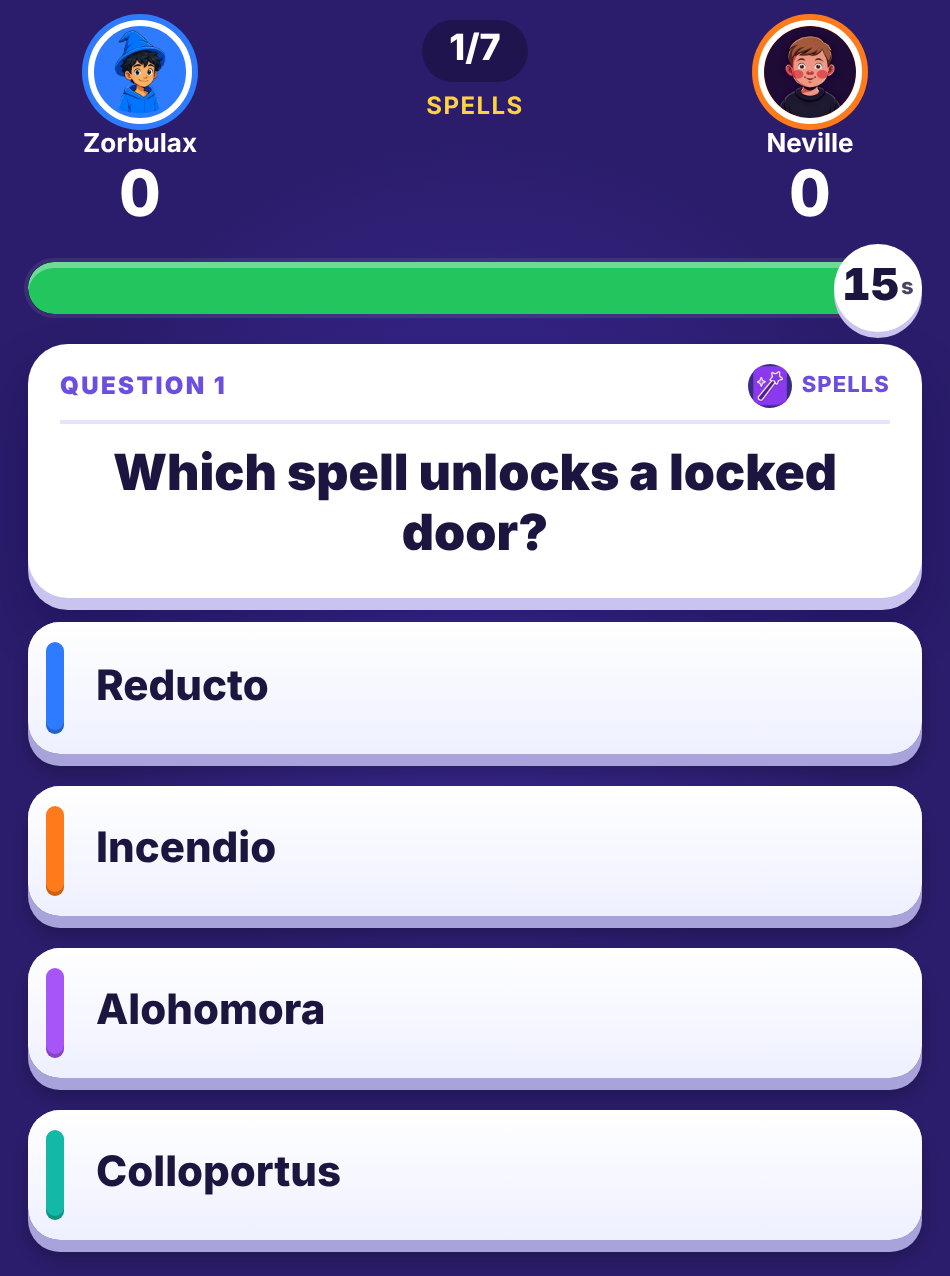 1/7
SPELLS
Zorbulax
Neville
0
0
15s
QUESTION 1
SPELLS
Which spell unlocks a locked
door?
Reducto
Incendio
Alohomora
Colloportus